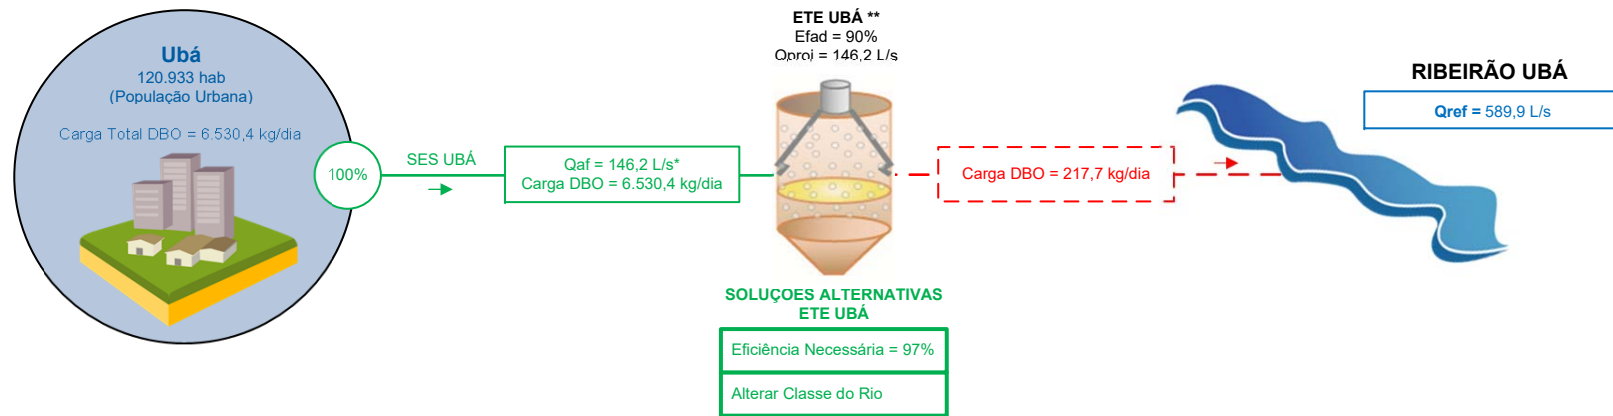 Ubá
120.933 hab
(População Urbana)
Carga Total DBO = 6.530,4 kg/dia
100%
SES UBÁ
Qaf = 146,2 L/s*
Carga DBO = 6.530,4 kg/dia
ETE UBÁ **
Efad = 90%
Qproj = 146,2 L/s
SOLUÇOES ALTERNATIVAS
ETE UBÁ
Eficiência Necessária = 97%
Alterar Classe do Rio
Carga DBO = 217,7 kg/dia
RIBEIRÃO UBÁ
Qref = 589,9 L/s